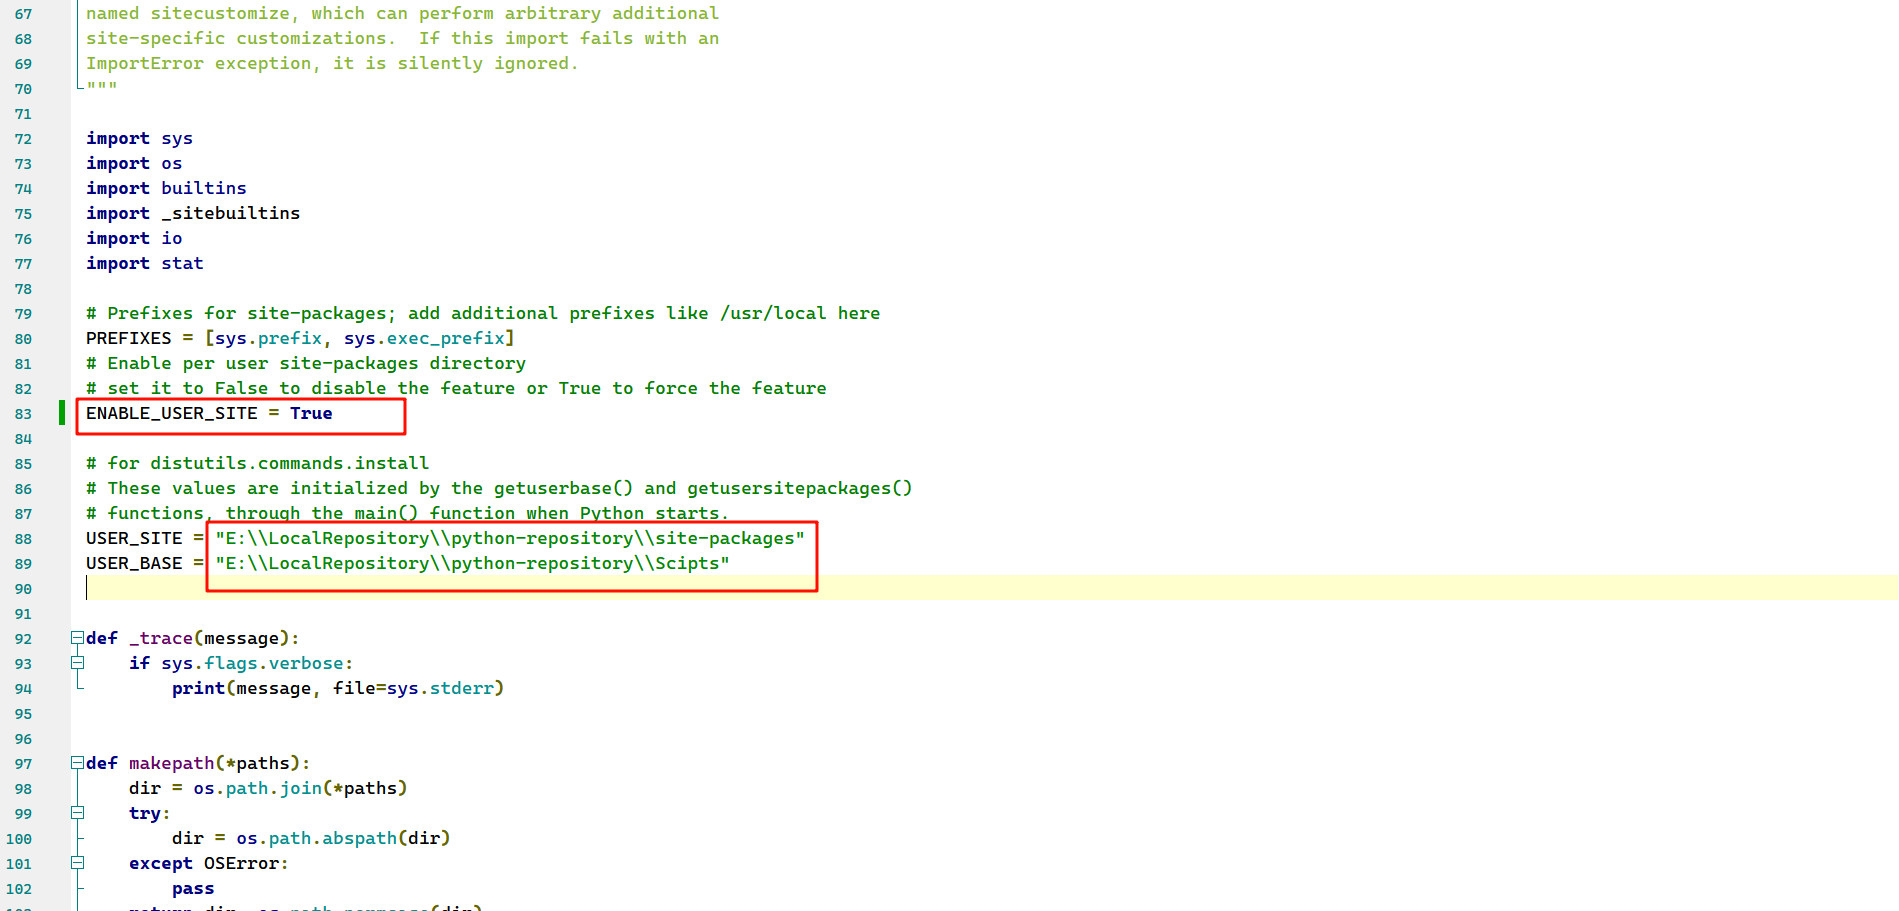 67 named sitecustomize, which can perform arbitrary additional
68 site-specific customizations.  If this import fails with an
69 ImportError exception, it is silently ignored.
70 """
71
72 import sys
73 import os
74 import builtins
75 import _sitebuiltins
76 import io
77 import stat
78
79 # Prefixes for site-packages; add additional prefixes like /usr/local here
80 PREFIXES = [sys.prefix, sys.exec_prefix]
81 # Enable per user site-packages directory
82 # set it to False to disable the feature or True to force the feature
83 ENABLE_USER_SITE = True
84
85 # for distutils.commands.install
86 # These values are initialized by the getuserbase() and getusersitepackages()
87 # functions, through the main() function when Python starts.
88 USER_SITE = "E:\\LocalRepository\\python-repository\\site-packages"
89 USER_BASE = "E:\\LocalRepository\\python-repository\\Scipts"
90
91
92 def _trace(message):
93     if sys.flags.verbose:
94         print(message, file=sys.stderr)
95
96
97 def makepath(*paths):
98     dir = os.path.join(*paths)
99     try:
100         dir = os.path.abspath(dir)
101     except OSError:
102         pass